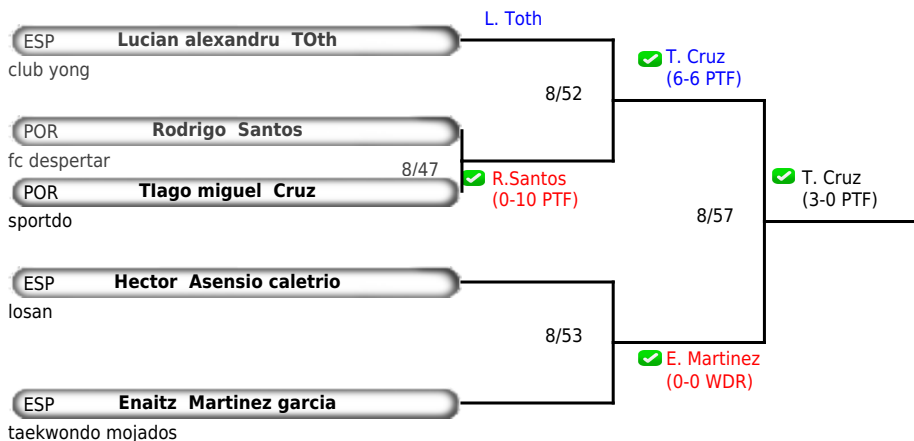 L. Toth
ESP Lucian alexandru TOth
club yong
T. Cruz
(6-6 PTF)
8/52
POR Rodrigo Santos
fc despertar
8/47
R.Santos
(0-10 PTF)
T. Cruz
(3-0 PTF)
POR TIago miguel Cruz
sportdo
8/57
ESP Hector Asensio caletrio
losan
8/53
E. Martinez
(0-0 WDR)
ESP Enaitz Martinez garcia
taekwondo mojados